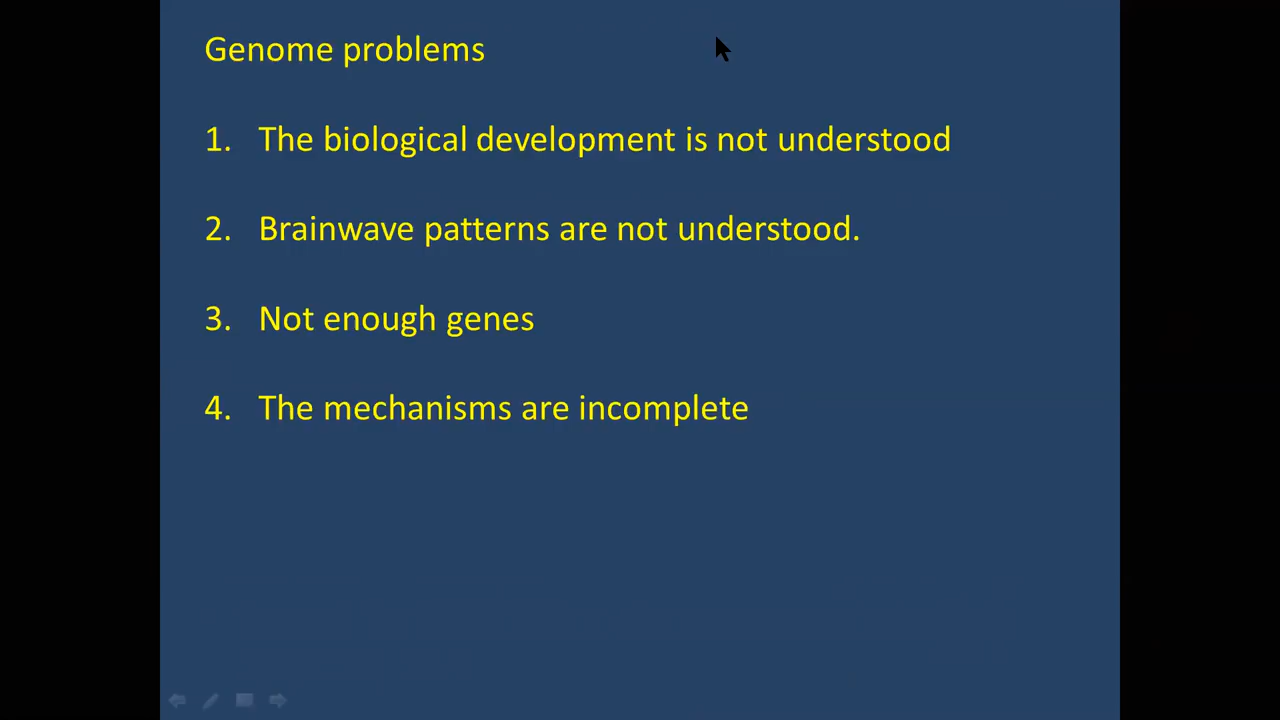 Genome problems
1. The biological development is not understood
2. Brainwave patterns are not understood.
3. Not enough genes
4. The mechanisms are incomplete